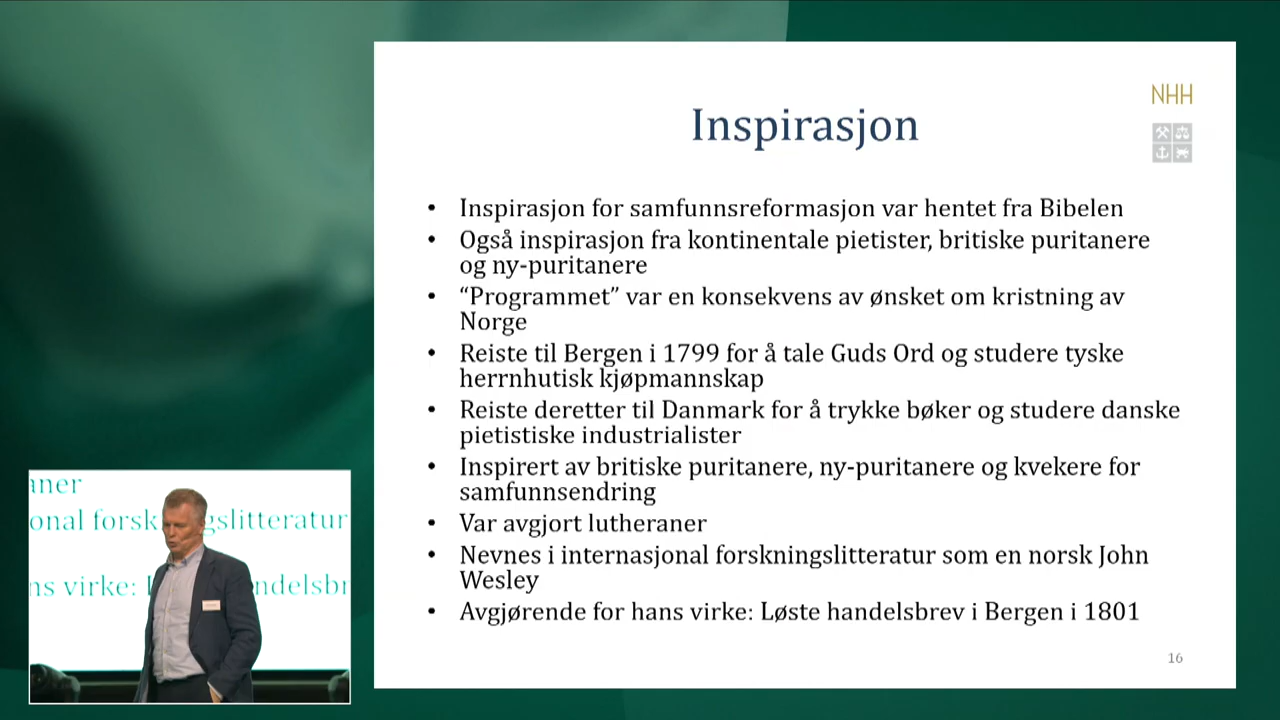 NHH
Inspirasjon
• Inspirasjon for samfunnsreformasjon var hentet fra Bibelen
• Også inspirasjon fra kontinentale pietister, britiske puritanere
og ny-puritanere
• “Programmet” var en konsekvens av ønsket om kristning av
Norge
• Reiste til Bergen i 1799 for å tale Guds Ord og studere tyske
herrnhutisk kjøpmannskap
• Reiste deretter til Danmark for å trykke bøker og studere danske
pietistiske industrialister
• Inspirert av britiske puritanere, ny-puritanere og kvekere for
samfunnsendring
• Var avgjort lutheraner
• Nevnes i internasjonal forskningslitteratur som en norsk John
Wesley
• Avgjørende for hans virke: Løste handelsbrev i Bergen i 1801
16
aner
onal forsk gslitteratur
ns virke: L ndelsbr